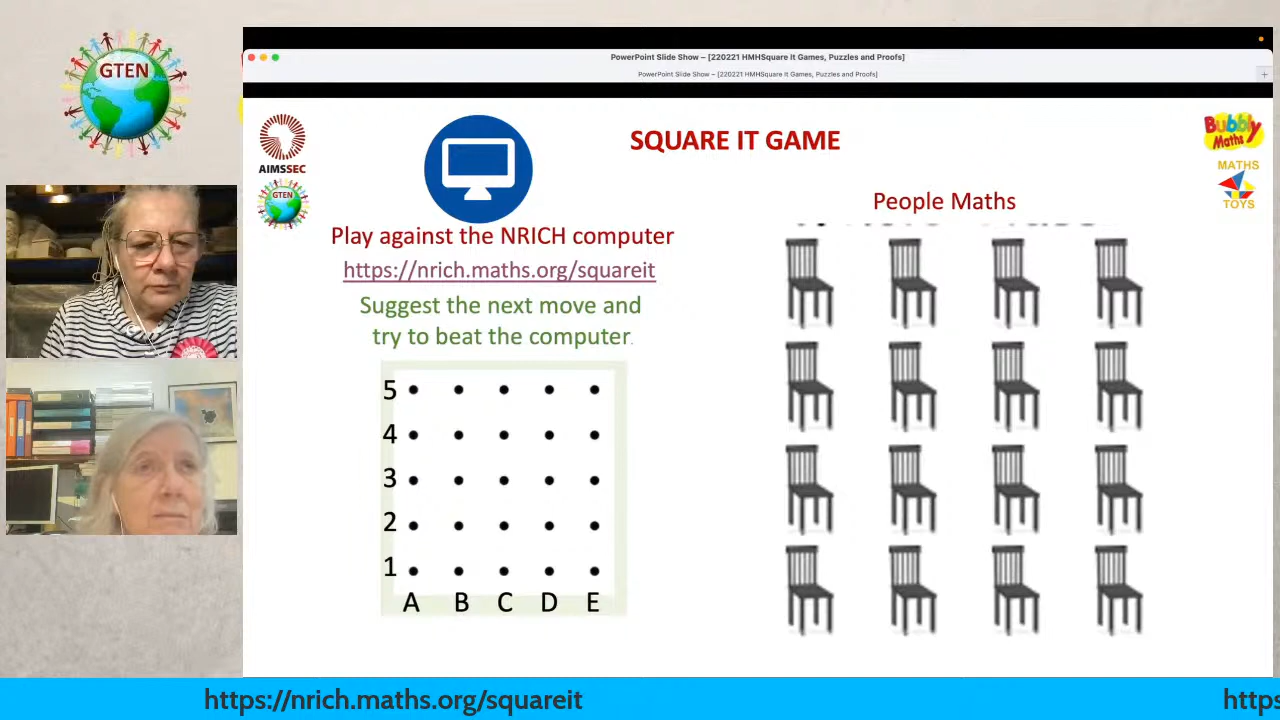 GTEN
PowerPoint Slide Show – [220221 HMHSquare It Games, Puzzles and Proofs]
PowerPoint Slide Show – [220221 HMHSquare It Games, Puzzles and Proofs]
AIMSSEC
GTEN
SQUARE IT GAME
Bubbly
Maths
MATHS
TOYS
Play against the NRICH computer
https://nrich.maths.org/squareit
Suggest the next move and
try to beat the computer.
5
4
3
2
1
A B C D E
People Maths
https://nrich.maths.org/squareit
https